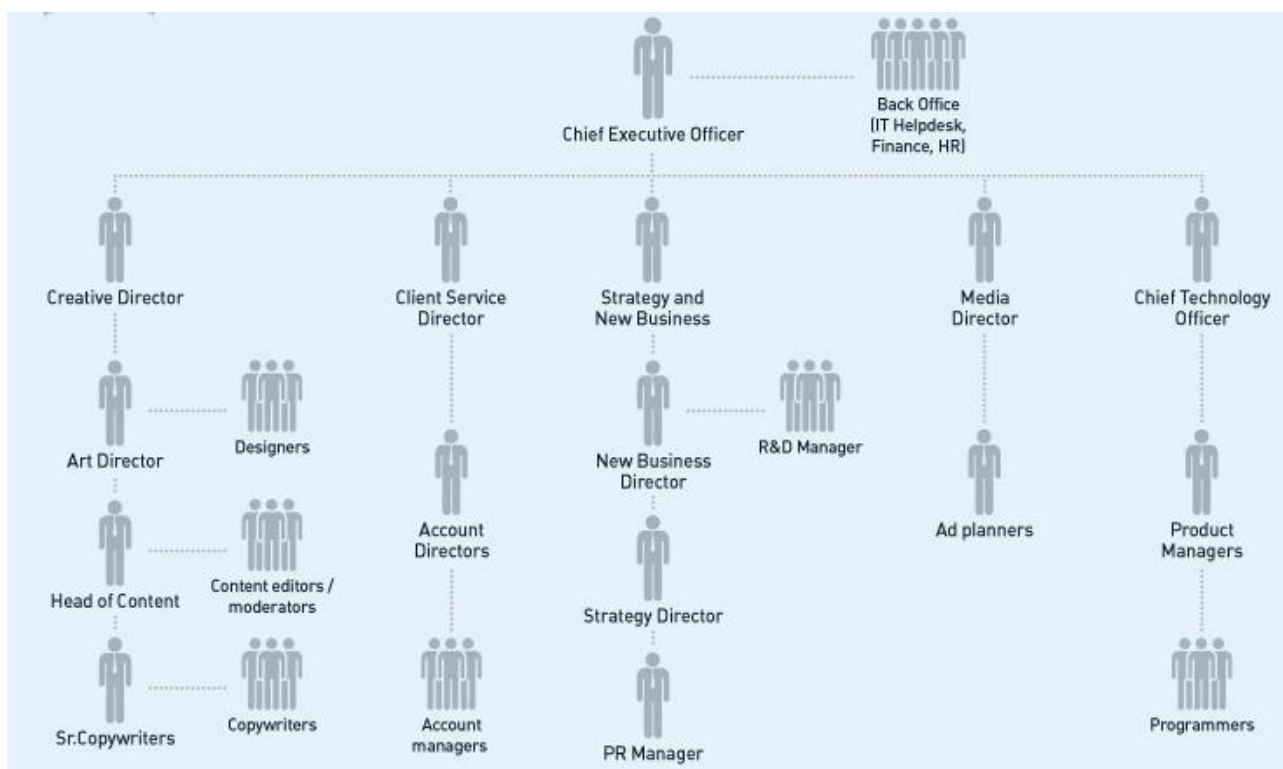 Chief Executive Officer
Back Office
(IT Helpdesk,
Finance, HR)
Creative Director
Client Service
Director
Strategy and
New Business
Media
Director
Chief Technology
Officer
Art Director
Designers
New Business
Director
R&D Manager
Account
Directors
Ad planners
Product
Managers
Head of Content
Content editors /
moderators
Strategy Director
Sr.Copywriters
Copywriters
Account
managers
PR Manager
Programmers